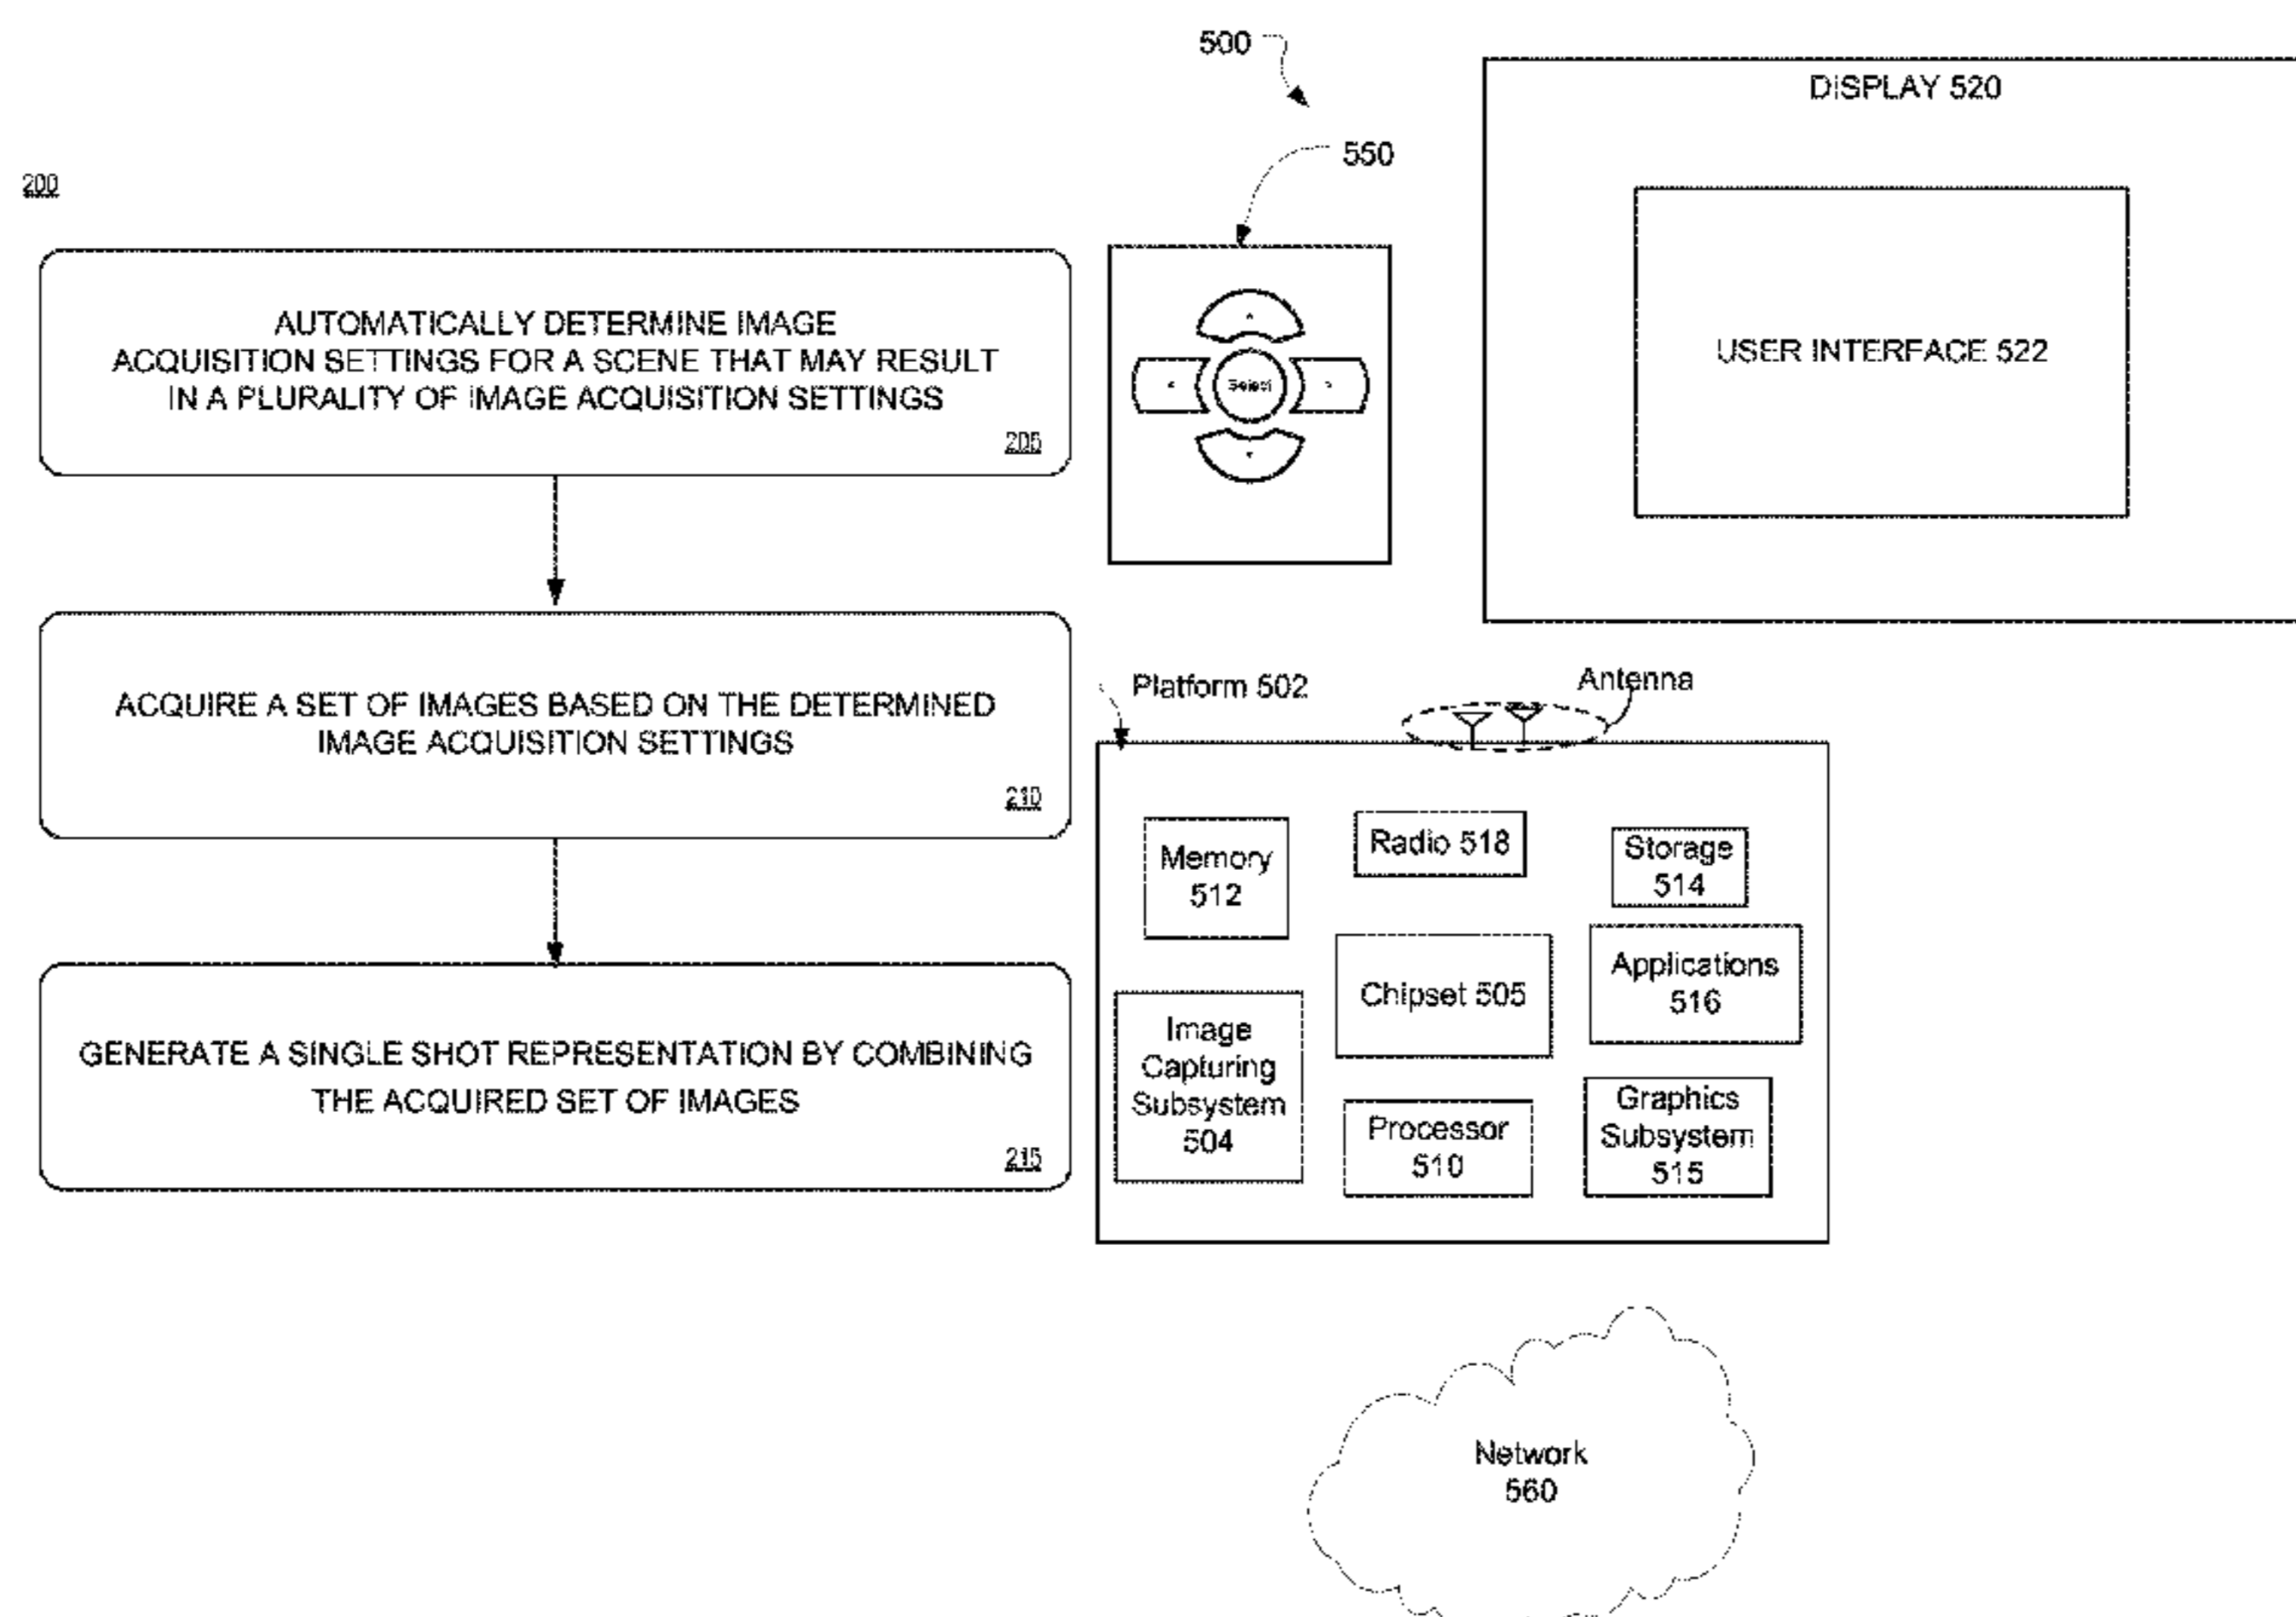 200
AUTOMATICALLY DETERMINE IMAGE
ACQUISITION SETTINGS FOR A SCENE THAT MAY RESULT
IN A PLURALITY OF IMAGE ACQUISITION SETTINGS
205
ACQUIRE A SET OF IMAGES BASED ON THE DETERMINED
IMAGE ACQUISITION SETTINGS
210
GENERATE A SINGLE SHOT REPRESENTATION BY COMBINING
THE ACQUIRED SET OF IMAGES
215
500
550
Select
DISPLAY 520
USER INTERFACE 522
Platform 502
Antenna
Memory
512
Radio 518
Storage
514
Chipset 505
Applications
516
Image
Capturing
Subsystem
504
Processor
510
Graphics
Subsystem
515
Network
560